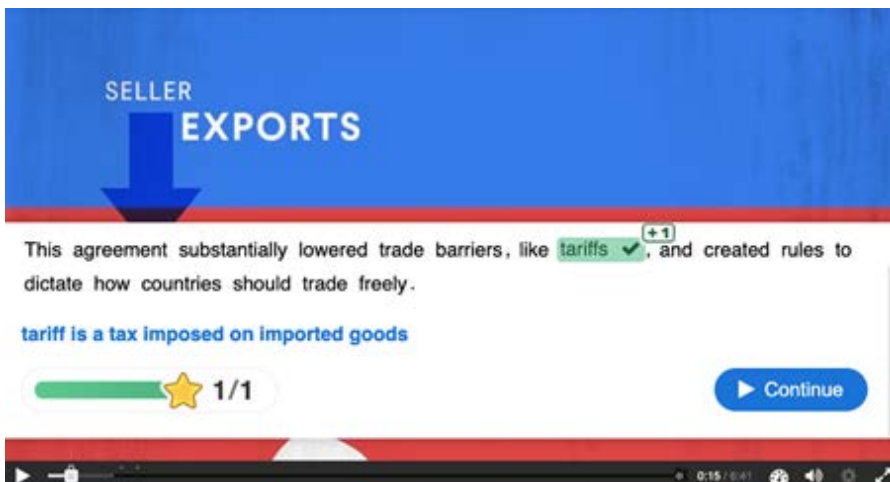 SELLER
EXPORTS
+1
This agreement substantially lowered trade barriers, like tariffs ✔, and created rules to
dictate how countries should trade freely.
tariff is a tax imposed on imported goods
1/1
Continue
0:15 / 6:41